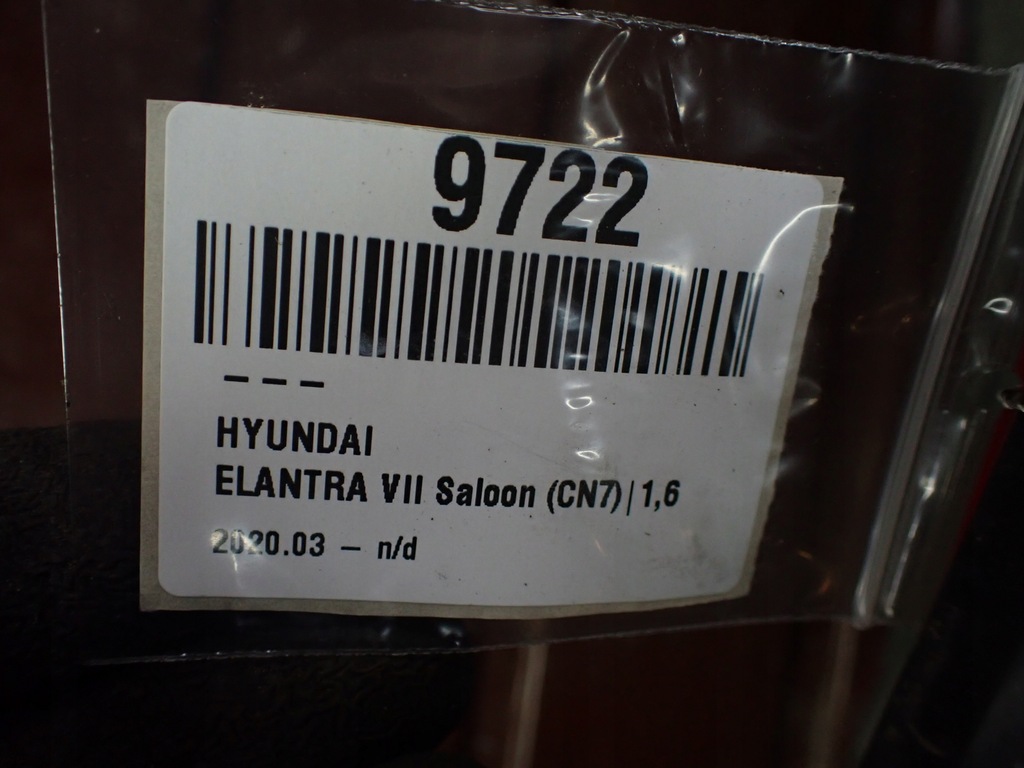 9722
– – –
HYUNDAI
ELANTRA VII Saloon (CN7)|1,6
2020.03 – n/d